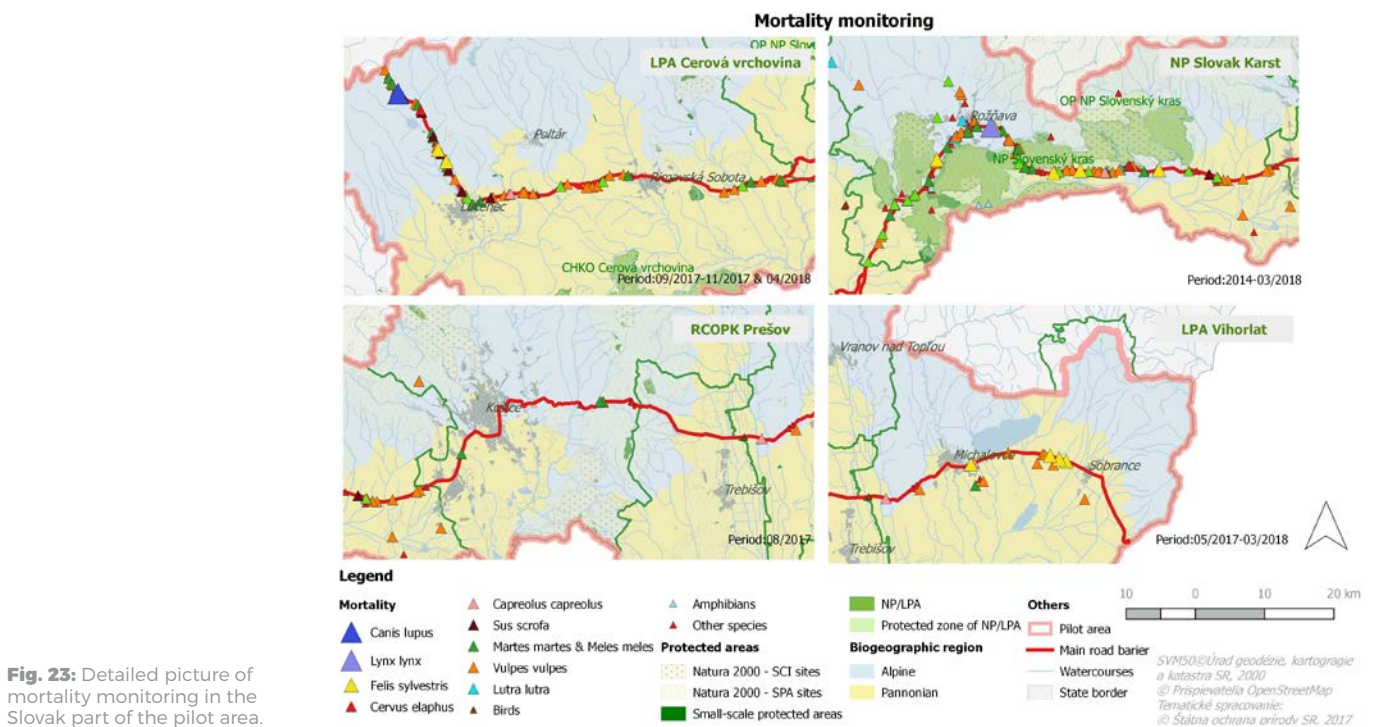 Mortality monitoring
OP NP Slov
LPA Cerová vrchovina
Poltár
Rimavská Sobota
Lučenec
CHKO Cerová vrchovina
Period:09/2017-11/2017 & 04/2018
NP Slovak Karst
OP NP Slovenský kras
Rožňava
NP Slovenský kras
Period:2014-03/2018
RCOPK Prešov
Košice
Trebišov
Period:08/2017
LPA Vihorlat
Vranov nad Topľou
Michalovce
Sobrance
Trebišov
Period:05/2017-03/2018
Legend
Mortality
Canis lupus
Lynx lynx
Felis sylvestris
Cervus elaphus
Capreolus capreolus
Sus scrofa
Martes martes & Meles meles
Vulpes vulpes
Lutra lutra
Birds
Amphibians
Other species
Protected areas
Natura 2000 - SCI sites
Natura 2000 - SPA sites
Small-scale protected areas
NP/LPA
Protected zone of NP/LPA
Biogeographic region
Alpine
Pannonian
Others
Pilot area
Main road barier
Watercourses
State border
10 0 10 20 km
SVM50©Úrad geodézie, kartogragie
a katastra SR, 2000
© Prispievatelia OpenStreetMap
Tematické spracovanie:
© Štátna ochrana prírody SR, 2017
Fig. 23: Detailed picture of
mortality monitoring in the
Slovak part of the pilot area.